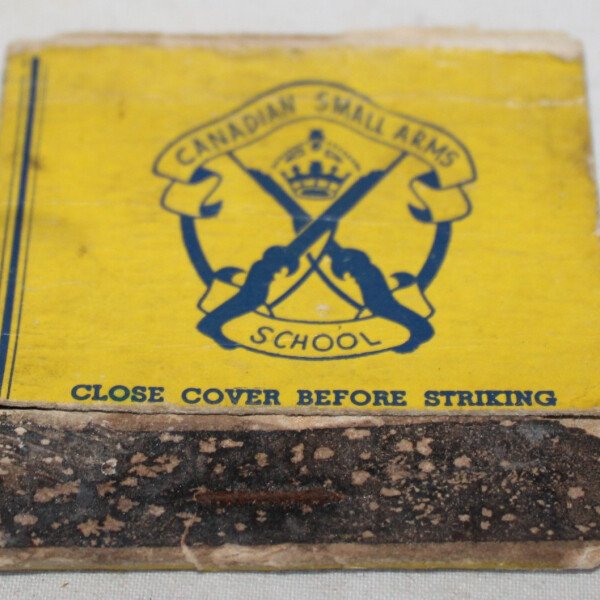 CANADIAN SMALL ARMS
SCHOOL
CLOSE COVER BEFORE STRIKING